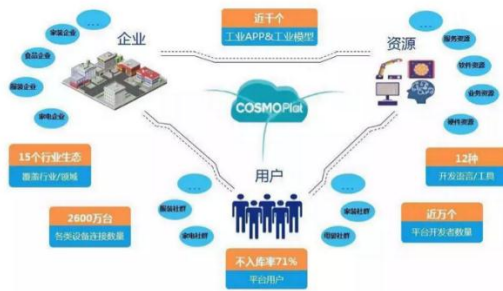 近千个
工业APP&工业模型
...
家装企业
企业
食品企业
服装企业
家电企业
资源
...
服务资源
软件资源
业务资源
硬件资源
COSMOPlat
15个行业生态
覆盖行业/领域
12种
开发语言/工具
用户
...
...
服装社群
家装社群
家电社群
2600万台
各类设备连接数量
近万个
平台开发者数量
不入库率71%
平台用户